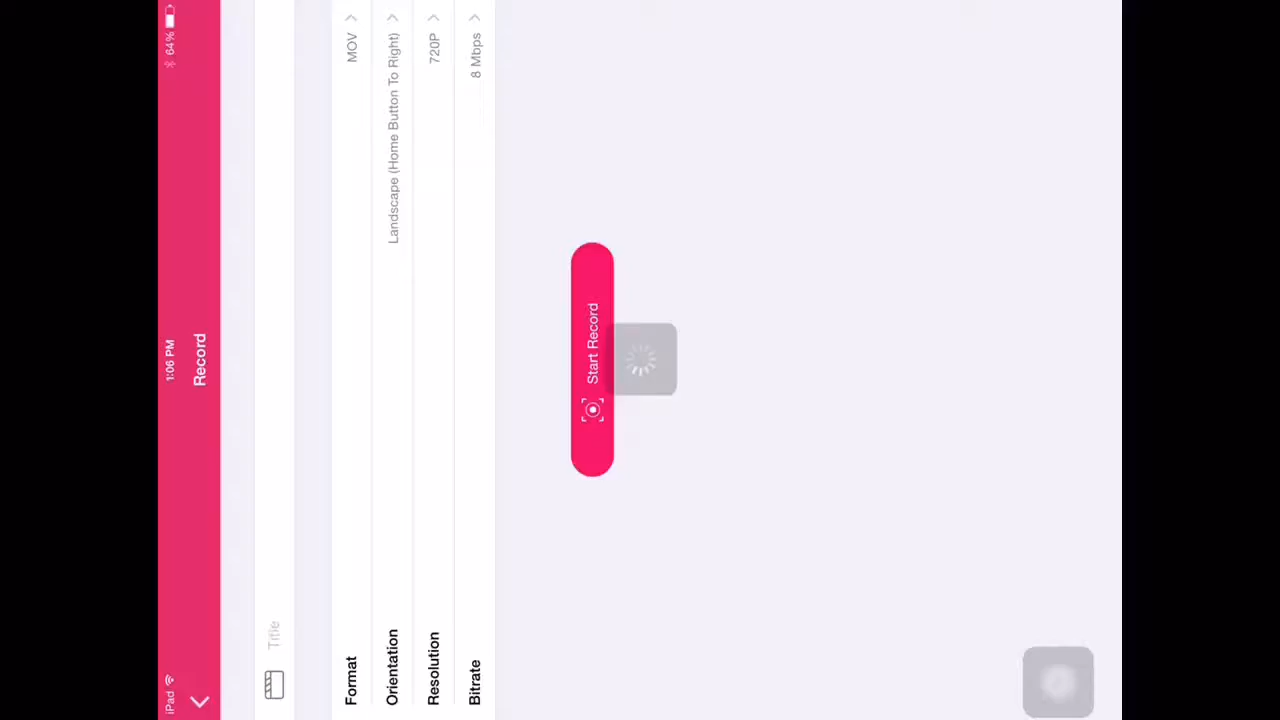 iPad 1:06 PM 64%
Record
Title
Format MOV
Orientation Landscape (Home Button To Right)
Resolution 720P
Bitrate 8 Mbps
Start Record